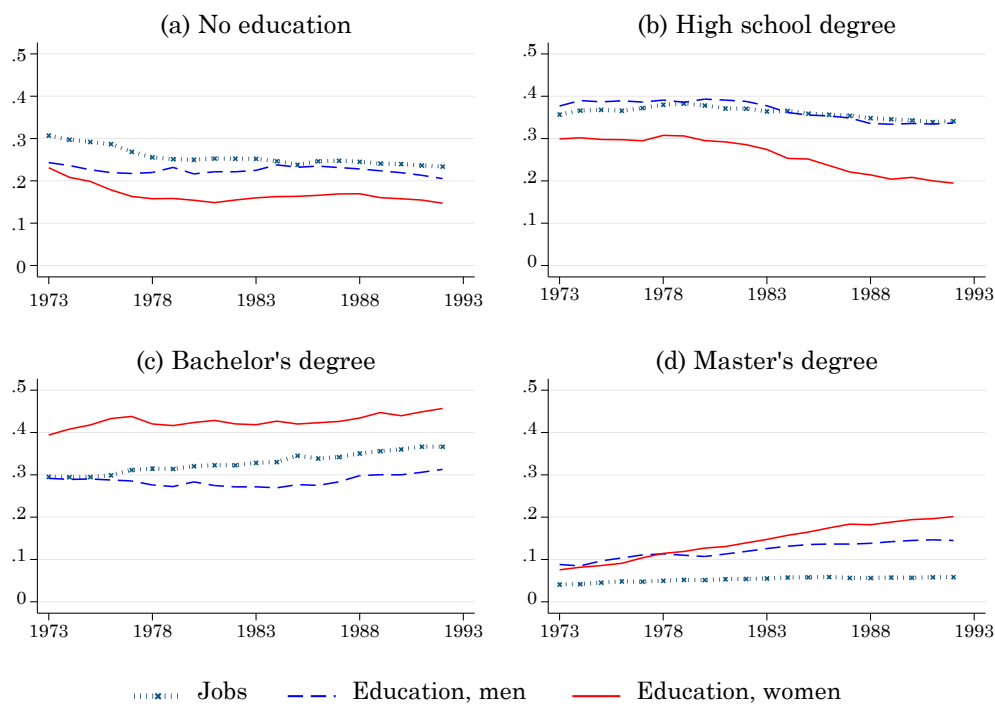 (a) No education
(b) High school degree
.5
.4
.3
.2
.1
0
1973 1978 1983 1988 1993
.5
.4
.3
.2
.1
0
1973 1978 1983 1988 1993
(c) Bachelor's degree
(d) Master's degree
.5
.4
.3
.2
.1
0
1973 1978 1983 1988 1993
.5
.4
.3
.2
.1
0
1973 1978 1983 1988 1993
Jobs Education, men Education, women